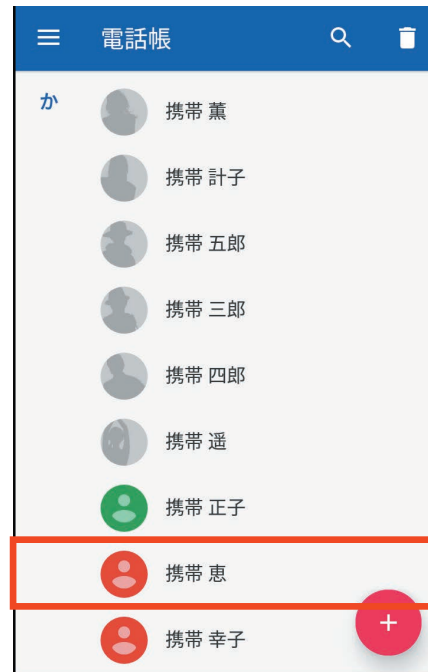 電話帳
か
携帯 薫
携帯 計子
携帯 五郎
携帯 三郎
携帯 四郎
携帯 遥
携帯 正子
携帯 恵
携帯 幸子